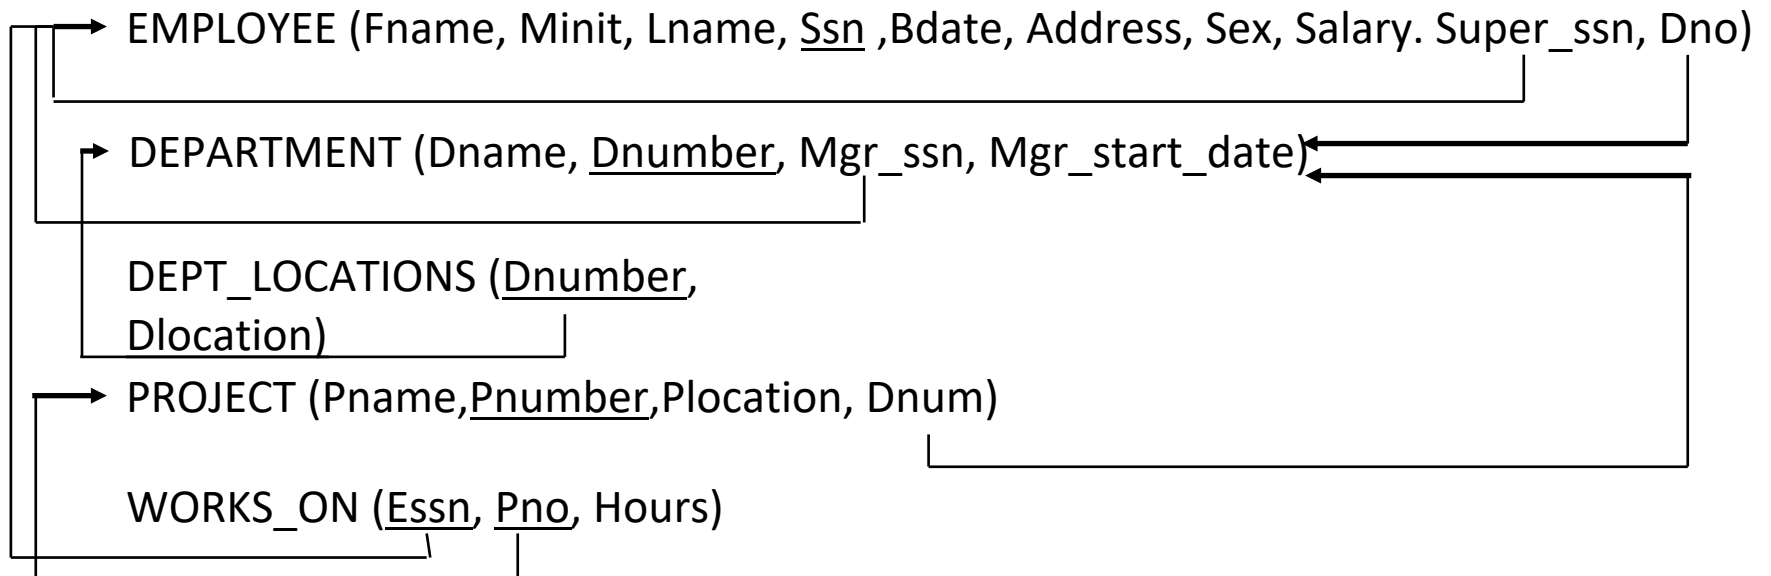 EMPLOYEE (Fname, Minit, Lname, Ssn ,Bdate, Address, Sex, Salary. Super_ssn, Dno)
DEPARTMENT (Dname, Dnumber, Mgr_ssn, Mgr_start_date)
DEPT_LOCATIONS (Dnumber,
Dlocation)
PROJECT (Pname,Pnumber,Plocation, Dnum)
WORKS_ON (Essn, Pno, Hours)